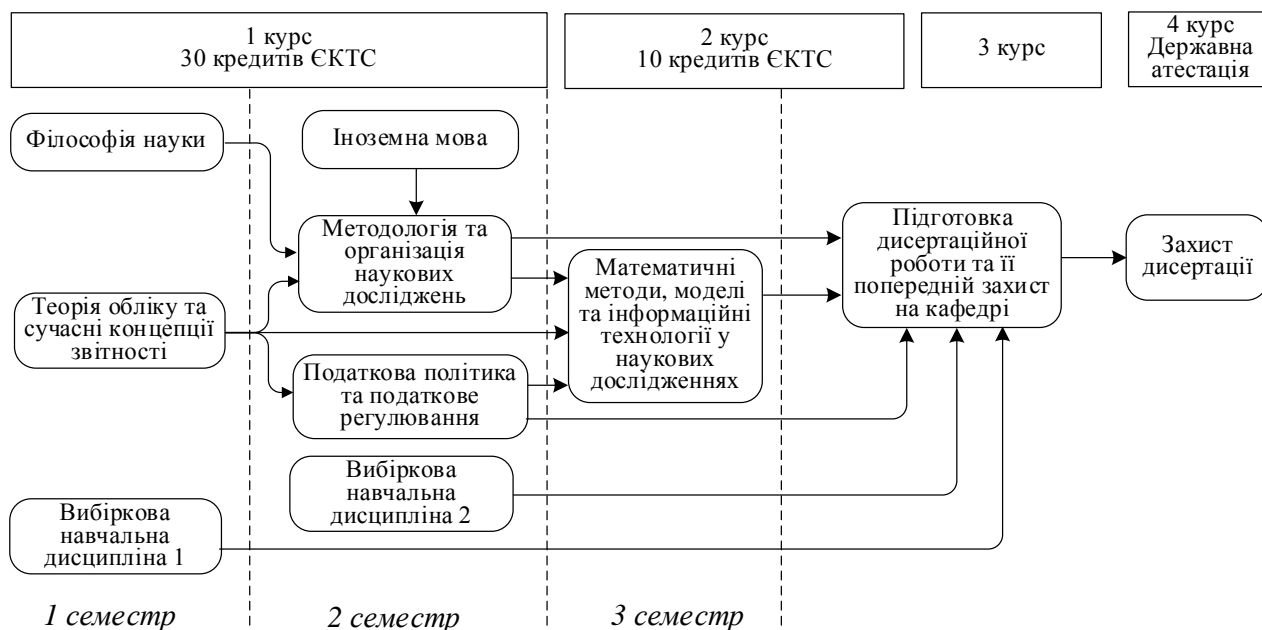 1 курс
30 кредитів ЄКТС
2 курс
10 кредитів ЄКТС
3 курс
4 курс
Державна
атестація
Філософія науки
Іноземна мова
Методологія та
організація
наукових
досліджень
Теорія обліку та
сучасні концепції
звітності
Податкова політика
та податкове
регулювання
Математичні
методи, моделі
та інформаційні
технології у
наукових
дослідженнях
Підготовка
дисертаційної
роботи та її
попередній захист
на кафедрі
Захист
дисертації
Вибіркова
навчальна
дисципліна 2
Вибіркова
навчальна
дисципліна 1
1 семестр
2 семестр
3 семестр